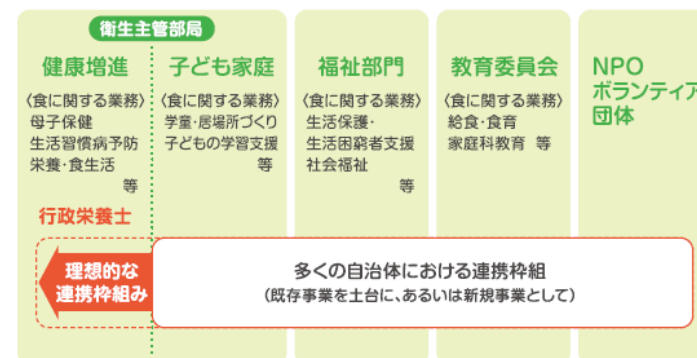 衛生主管部局
健康増進
〈食に関する業務〉
母子保健
生活習慣病予防
栄養・食生活
等
行政栄養士
子ども家庭
〈食に関する業務〉
学童・居場所づくり
子どもの学習支援
等
福祉部門
〈食に関する業務〉
生活保護・
生活困窮者支援
社会福祉
等
教育委員会
〈食に関する業務〉
給食・食育
家庭科教育 等
NPO
ボランティア
団体
理想的な
連携枠組み
多くの自治体における連携枠組
(既存事業を土台に、あるいは新規事業として)